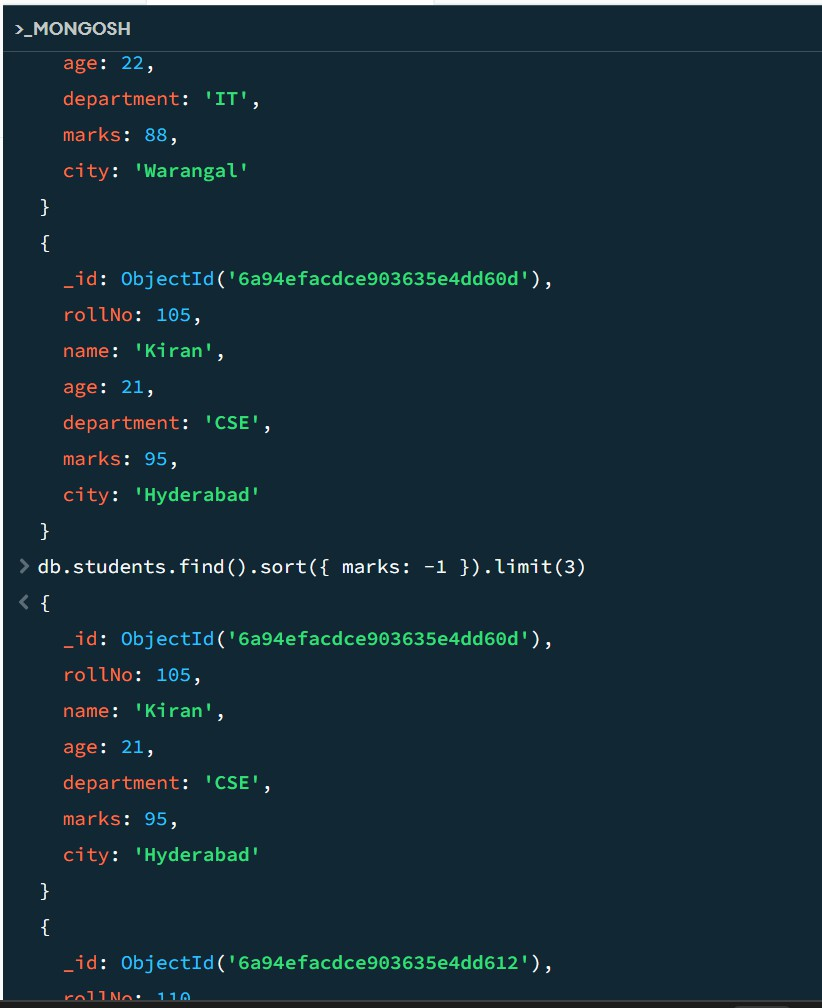 >_MONGOSH
age: 22,
department: 'IT',
marks: 88,
city: 'Warangal'
}
{
_id: ObjectId('6a94efacdce903635e4dd60d'),
rollNo: 105,
name: 'Kiran',
age: 21,
department: 'CSE',
marks: 95,
city: 'Hyderabad'
}
> db.students.find().sort({ marks: -1 }).limit(3)
< {
_id: ObjectId('6a94efacdce903635e4dd60d'),
rollNo: 105,
name: 'Kiran',
age: 21,
department: 'CSE',
marks: 95,
city: 'Hyderabad'
}
{
_id: ObjectId('6a94efacdce903635e4dd612'),
rollNo: 110